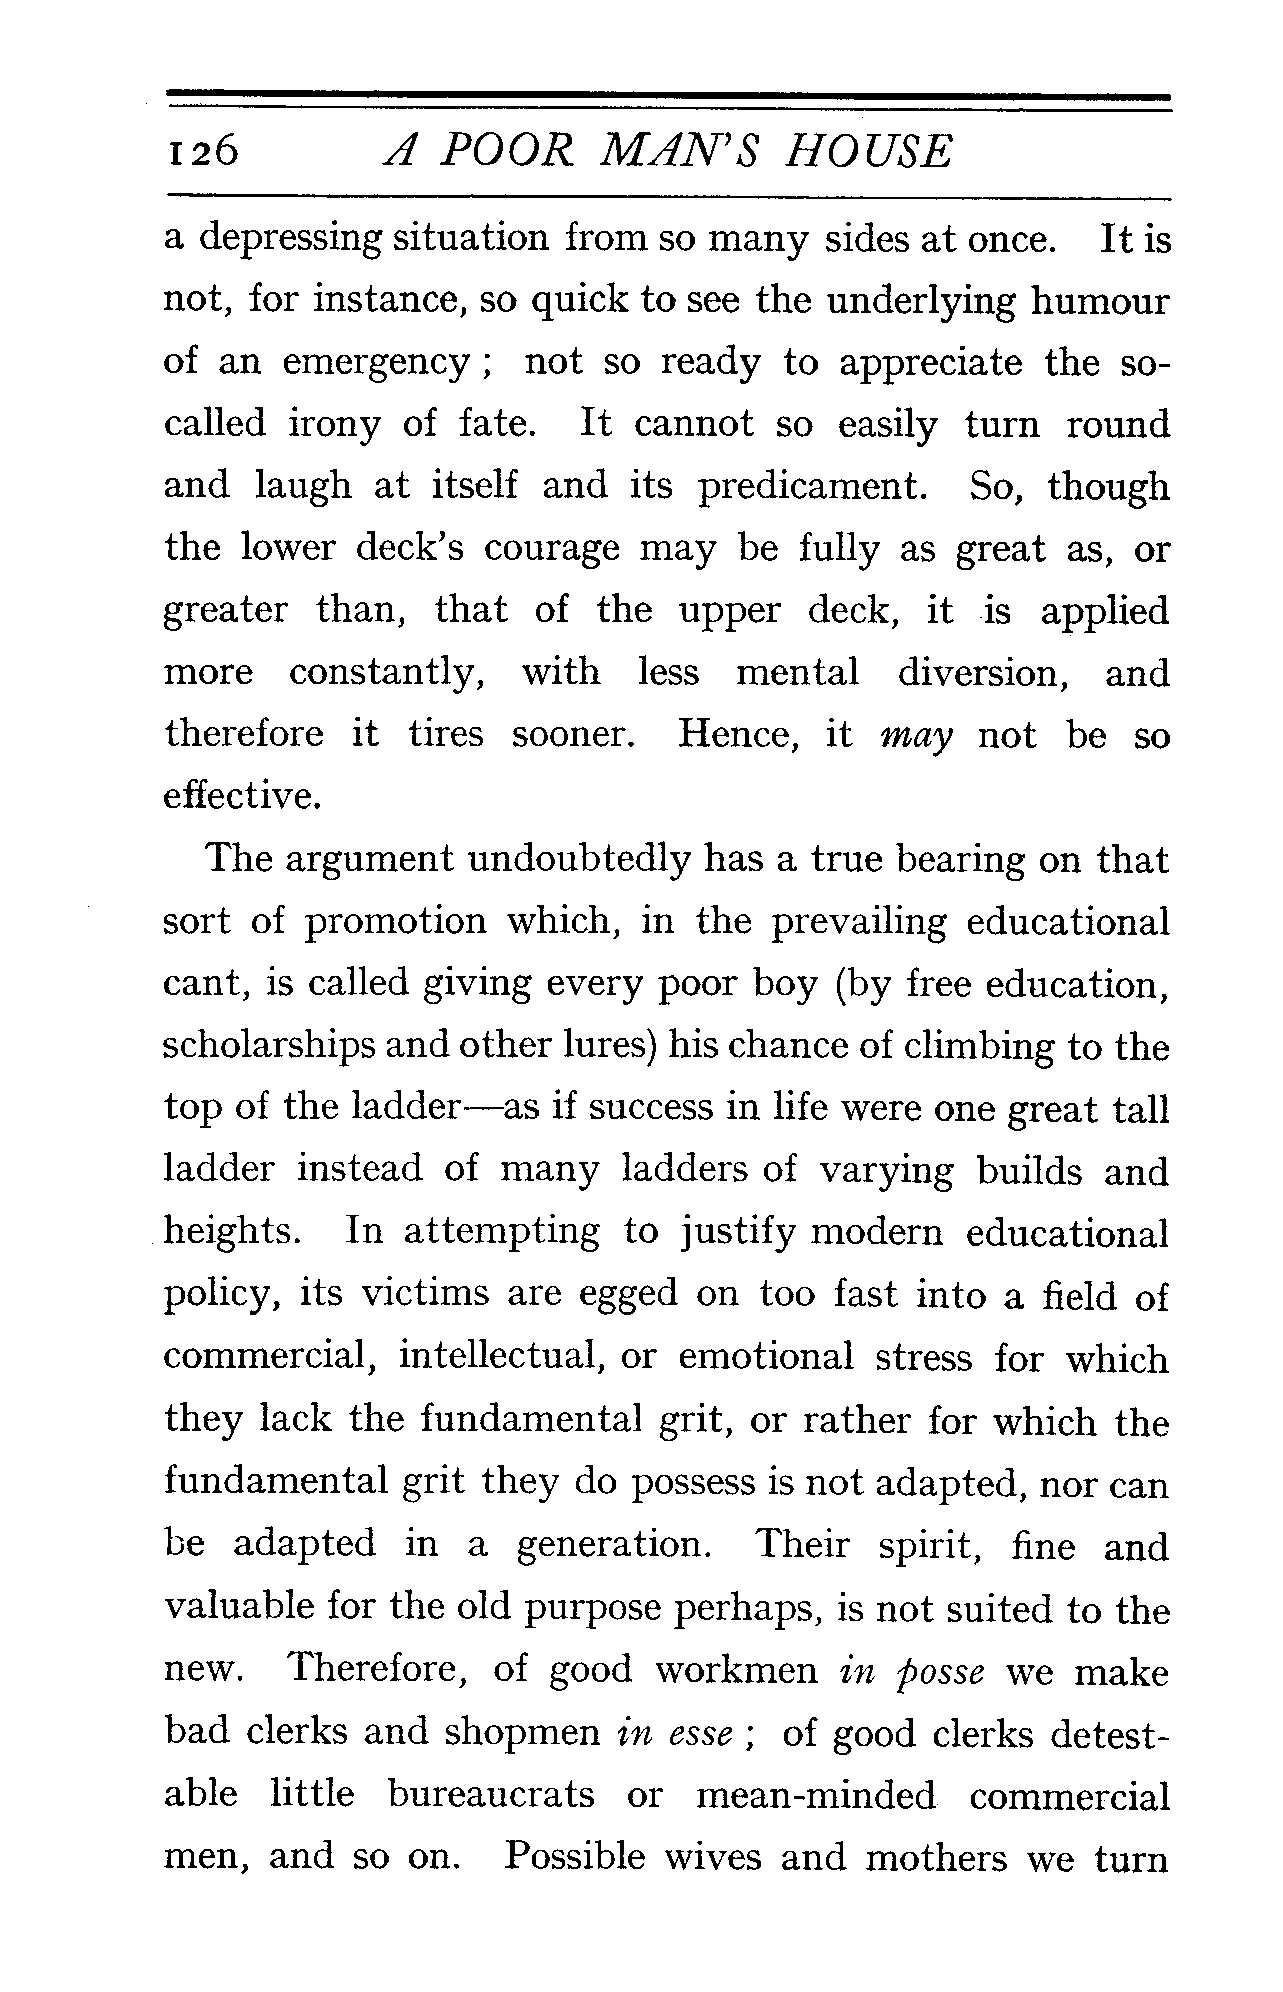 126 A POOR MAN'S HOUSE
a depressing situation from so many sides at once. It is
not, for instance, so quick to see the underlying humour
of an emergency ; not so ready to appreciate the so-
called irony of fate. It cannot so easily turn round
and laugh at itself and its predicament. So, though
the lower deck's courage may be fully as great as, or
greater than, that of the upper deck, it is applied
more constantly, with less mental diversion, and
therefore it tires sooner. Hence, it may not be so
effective.
The argument undoubtedly has a true bearing on that
sort of promotion which, in the prevailing educational
cant, is called giving every poor boy (by free education,
scholarships and other lures) his chance of climbing to the
top of the ladder—as if success in life were one great tall
ladder instead of many ladders of varying builds and
heights. In attempting to justify modern educational
policy, its victims are egged on too fast into a field of
commercial, intellectual, or emotional stress for which
they lack the fundamental grit, or rather for which the
fundamental grit they do possess is not adapted, nor can
be adapted in a generation. Their spirit, fine and
valuable for the old purpose perhaps, is not suited to the
new. Therefore, of good workmen in posse we make
bad clerks and shopmen in esse ; of good clerks detest-
able little bureaucrats or mean-minded commercial
men, and so on. Possible wives and mothers we turn